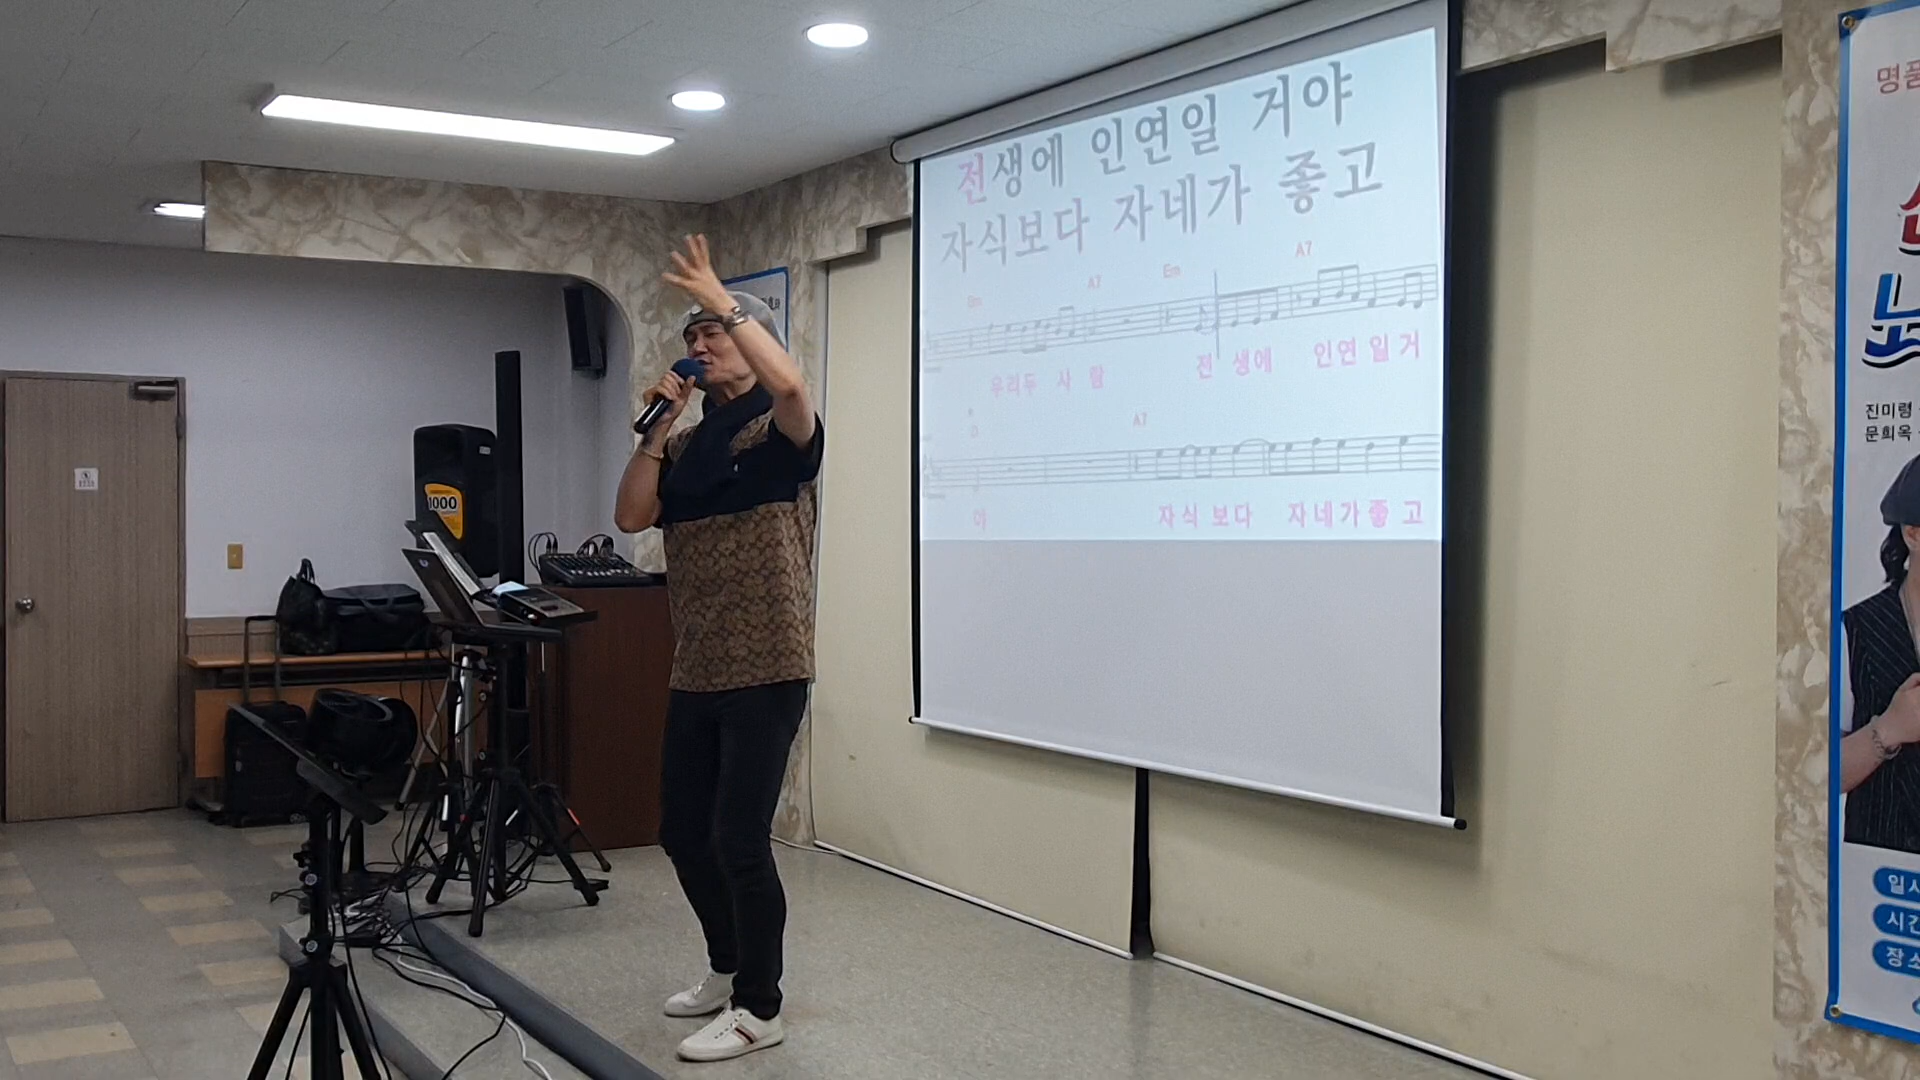 전생에 인연일 거야
자식보다 자네가 좋고
Em A7 Em A7
우리두 사 람 전 생에 인연 일 거
A7
야 자식 보다 자네가 좋 고
1000
명품
진미령
문희옥
일시
시간
장소